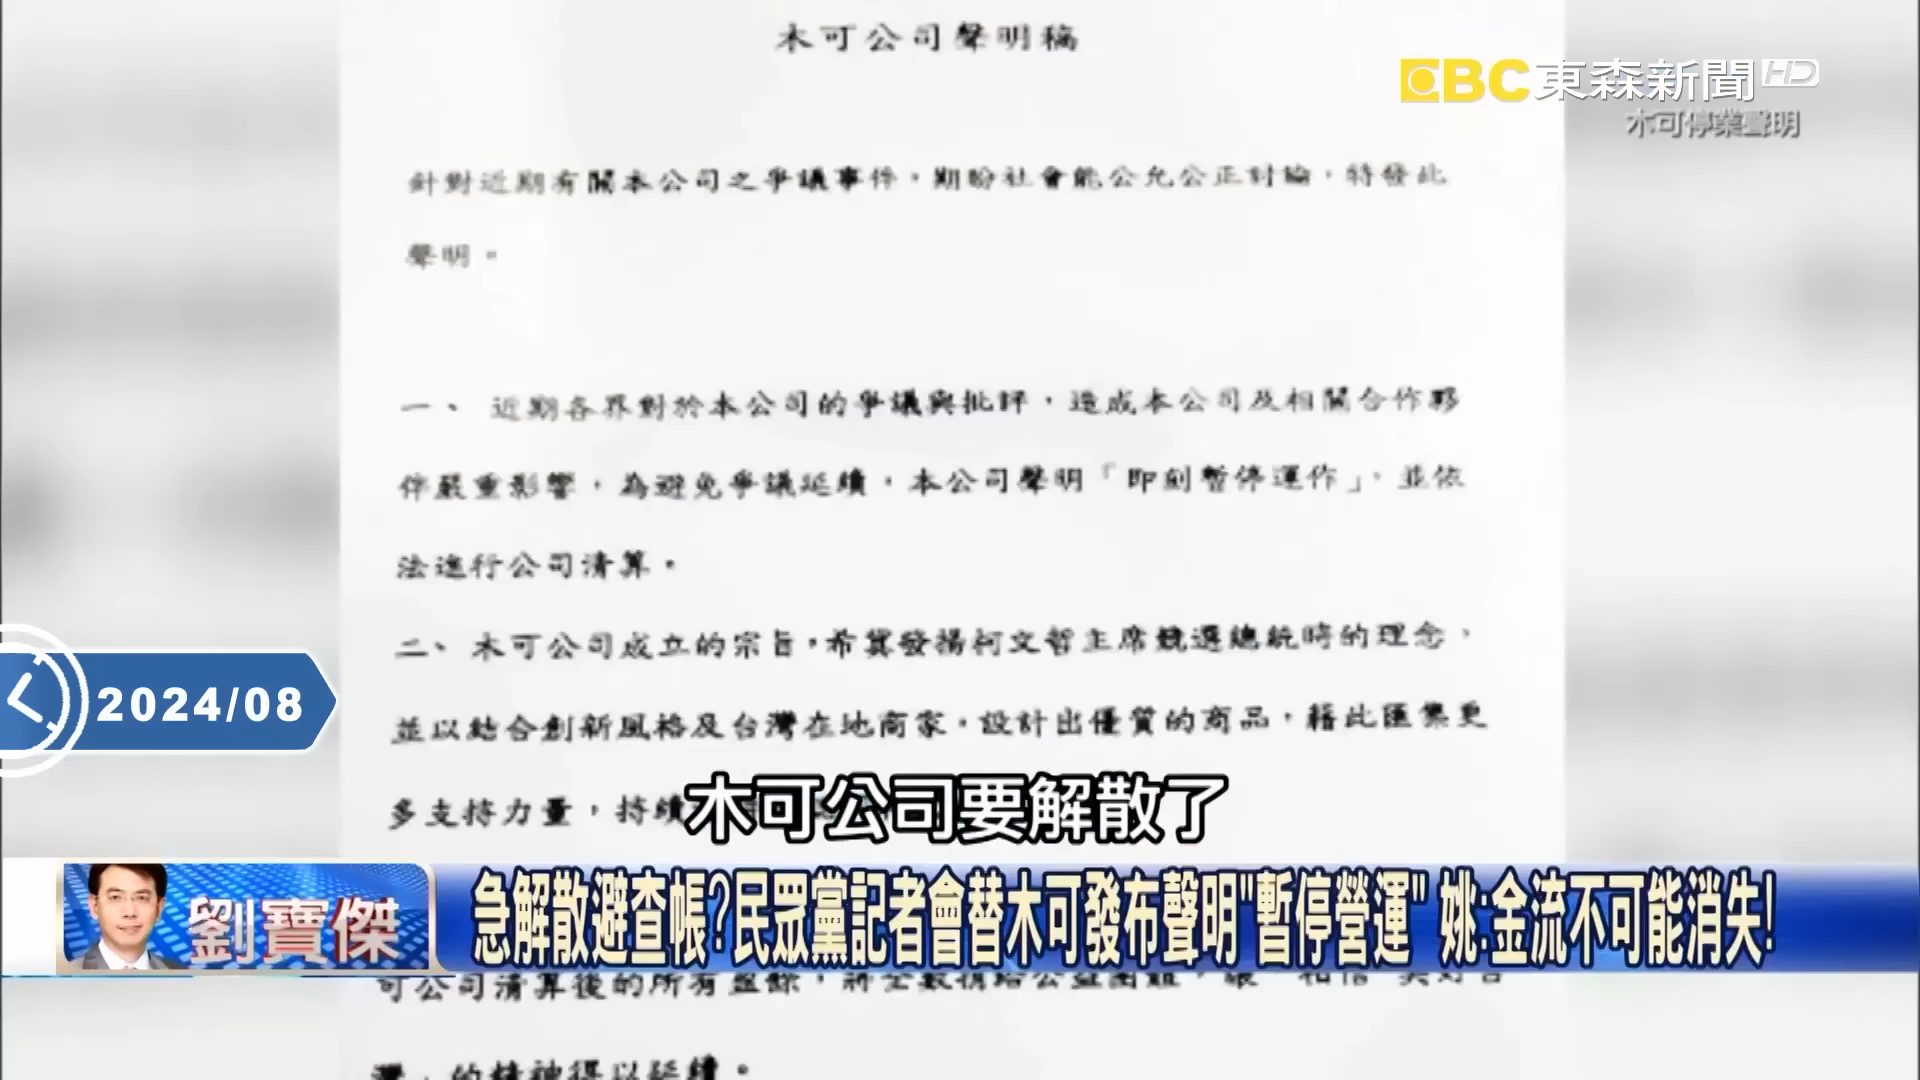 木可公司聲明稿
EBC東森新聞HD
木可停業聲明
針對近期有關本公司之爭議事件，期盼社會能公允公正討論，特發此
聲明。
一、 近期各界對於本公司的爭議與批評，造成本公司及相關合作夥
伴嚴重影響，為避免爭議延續，本公司聲明「即刻暫停運作」，並依
法進行公司清算。
二、 木可公司成立的宗旨，希冀發揚柯文哲主席競選總統時的理念，
並以結合創新風格及台灣在地商家，設計出優質的商品，藉此匯集更
多支持力量，持續
2024/08
木可公司要解散了
劉寶傑
急解散避查帳?民眾黨記者會替木可發布聲明"暫停營運" 姚:金流不可能消失!
可公司清算後的所有盈餘，將全數捐給公益團體，讓
灣」的精神得以延續。